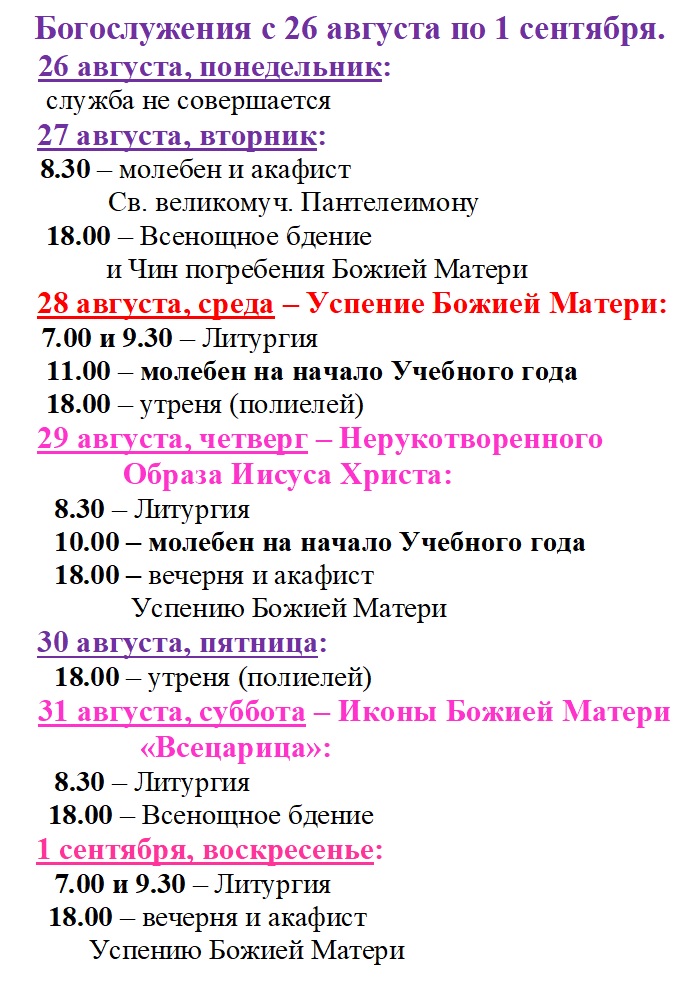 Богослужения с 26 августа по 1 сентября.
26 августа, понедельник:
служба не совершается
27 августа, вторник:
8.30 – молебен и акафист
Св. великомуч. Пантелеимону
18.00 – Всенощное бдение
и Чин погребения Божией Матери
28 августа, среда – Успение Божией Матери:
7.00 и 9.30 – Литургия
11.00 – молебен на начало Учебного года
18.00 – утреня (полиелей)
29 августа, четверг – Нерукотворенного
Образа Иисуса Христа:
8.30 – Литургия
10.00 – молебен на начало Учебного года
18.00 – вечерня и акафист
Успению Божией Матери
30 августа, пятница:
18.00 – утреня (полиелей)
31 августа, суббота – Иконы Божией Матери
«Всецарица»:
8.30 – Литургия
18.00 – Всенощное бдение
1 сентября, воскресенье:
7.00 и 9.30 – Литургия
18.00 – вечерня и акафист
Успению Божией Матери